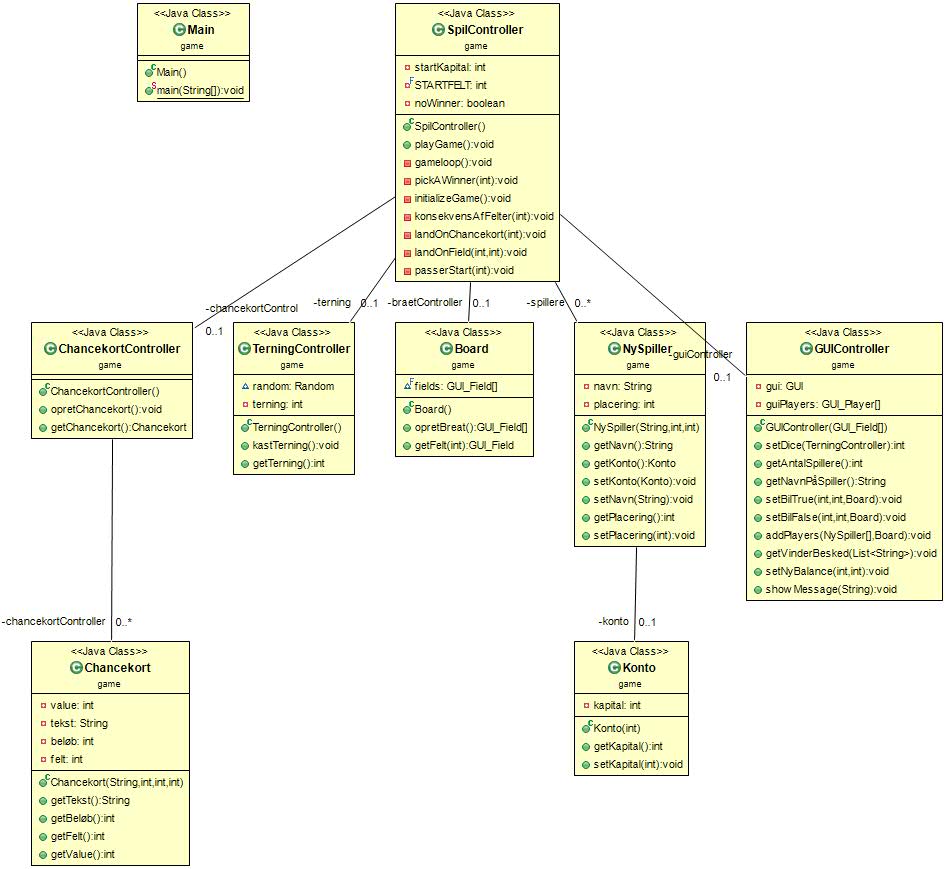 <<Java Class>>
Main
game
Main()
main(String[]):void
<<Java Class>>
SpilController
game
startKapital: int
STARTFELT: int
noWinner: boolean
SpilController()
playGame():void
gameloop():void
pickAWinner(int):void
initializeGame():void
konsekvensAfFelter(int):void
landOnChancekort(int):void
landOnField(int,int):void
passerStart(int):void
-chancekortControl
0..1
-terning
0..1
-braetController
0..1
-spillere
0..*
-guiController
0..1
<<Java Class>>
ChancekortController
game
ChancekortController()
opretChancekort():void
getChancekort():Chancekort
<<Java Class>>
TerningController
game
random: Random
terning: int
TerningController()
kastTerning():void
getTerning():int
<<Java Class>>
Board
game
fields: GUI_Field[]
Board()
opretBreat():GUI_Field[]
getFelt(int):GUI_Field
<<Java Class>>
NySpiller
game
navn: String
placering: int
NySpiller(String,int,int)
getNavn():String
getKonto():Konto
setKonto(Konto):void
setNavn(String):void
getPlacering():int
setPlacering(int):void
<<Java Class>>
GUIController
game
gui: GUI
guiPlayers: GUI_Player[]
GUIController(GUI_Field[])
setDice(TerningController):int
getAntalSpillere():int
getNavnPåSpiller():String
setBilTrue(int,int,Board):void
setBilFalse(int,int,Board):void
addPlayers(NySpiller[],Board):void
getVinderBesked(List<String>):void
setNyBalance(int,int):void
showMessage(String):void
-chancekortController
0..*
-konto
0..1
<<Java Class>>
Chancekort
game
value: int
tekst: String
beløb: int
felt: int
Chancekort(String,int,int,int)
getTekst():String
getBeløb():int
getFelt():int
getValue():int
<<Java Class>>
Konto
game
kapital: int
Konto(int)
getKapital():int
setKapital(int):void